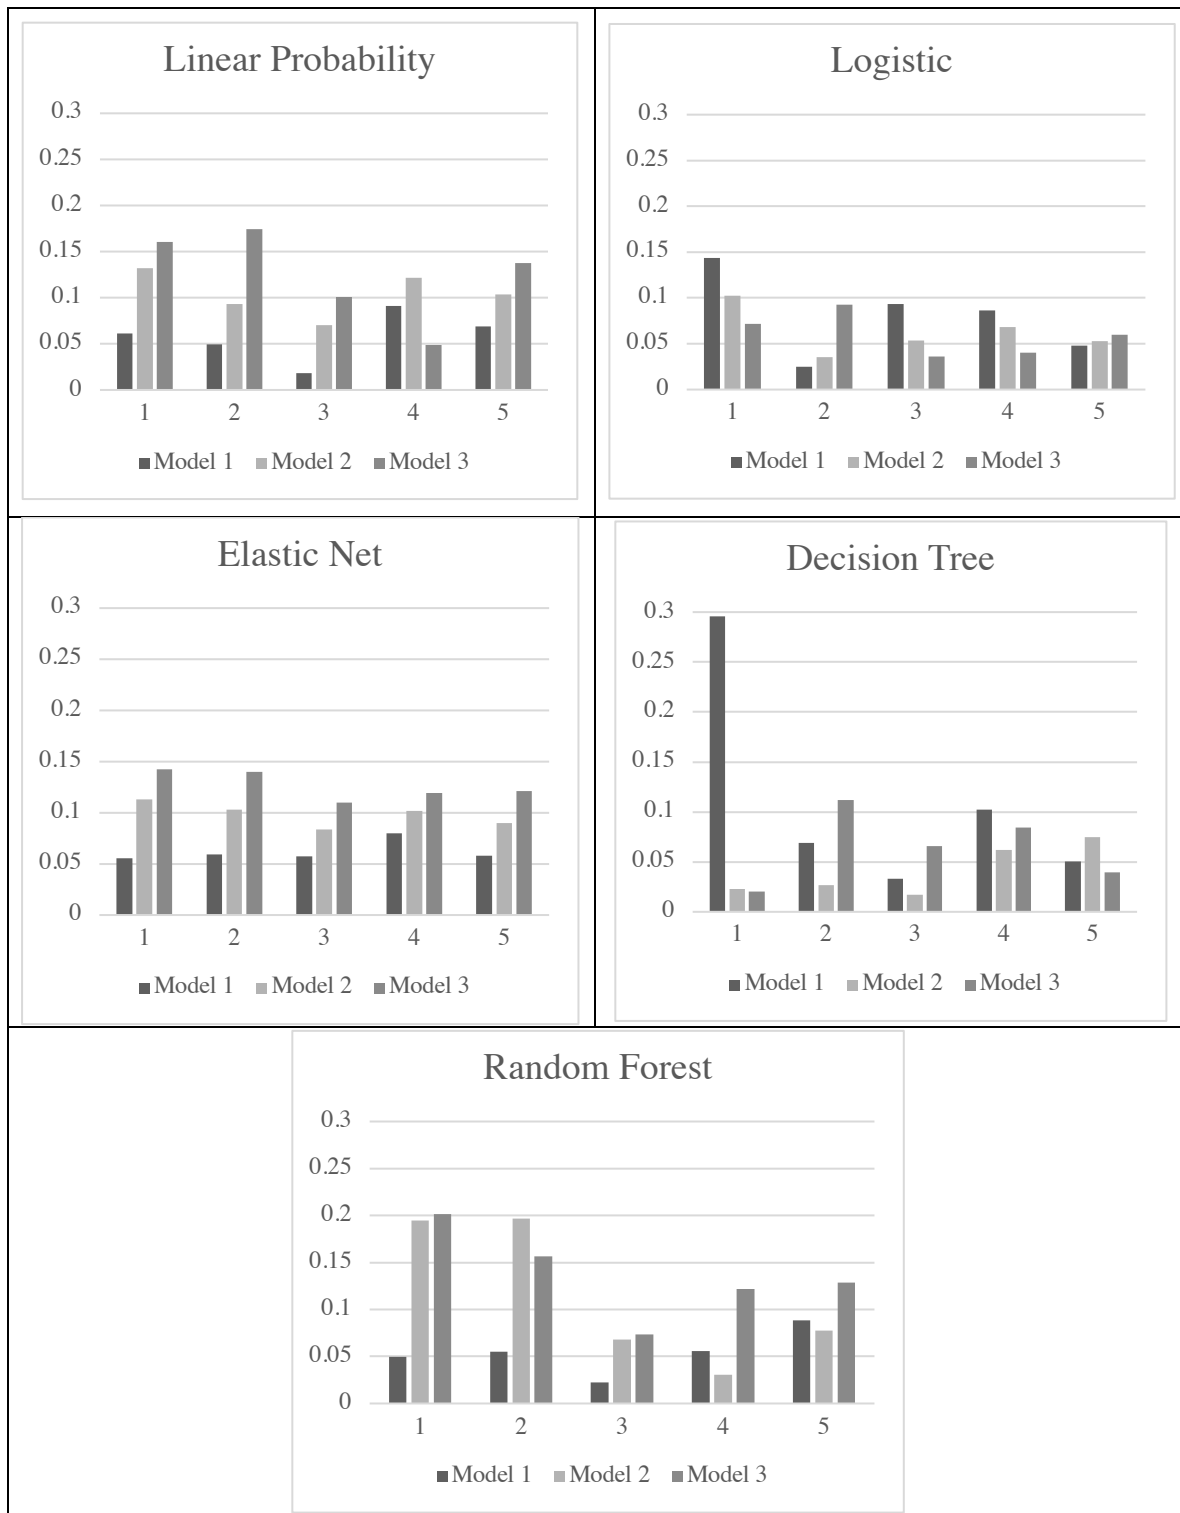 Linear Probability
0.3
0.25
0.2
0.15
0.1
0.05
0
1 2 3 4 5
Model 1 Model 2 Model 3
Logistic
0.3
0.25
0.2
0.15
0.1
0.05
0
1 2 3 4 5
Model 1 Model 2 Model 3
Elastic Net
0.3
0.25
0.2
0.15
0.1
0.05
0
1 2 3 4 5
Model 1 Model 2 Model 3
Decision Tree
0.3
0.25
0.2
0.15
0.1
0.05
0
1 2 3 4 5
Model 1 Model 2 Model 3
Random Forest
0.3
0.25
0.2
0.15
0.1
0.05
0
1 2 3 4 5
Model 1 Model 2 Model 3